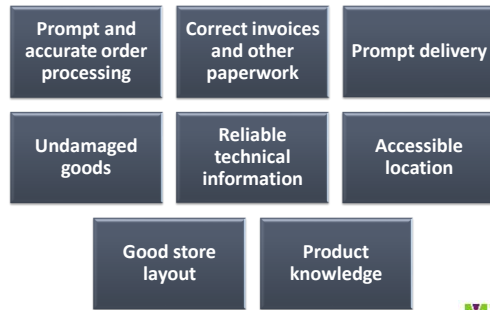 Prompt and
accurate order
processing
Correct invoices
and other
paperwork
Prompt delivery
Undamaged
goods
Reliable
technical
information
Accessible
location
Good store
layout
Product
knowledge